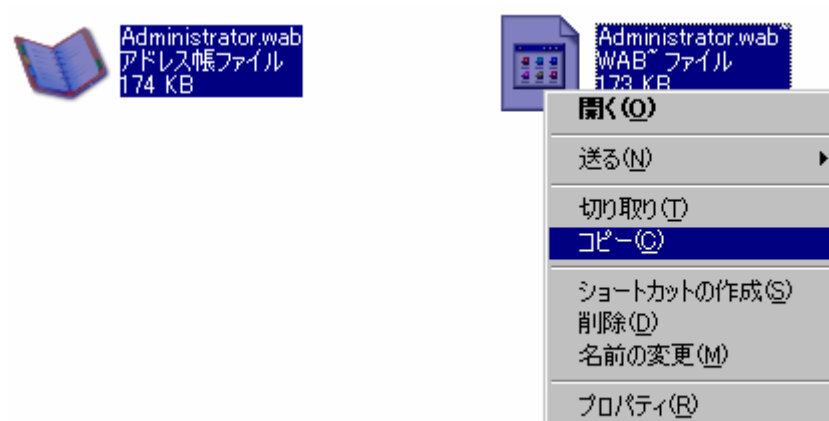 Administrator.wab
アドレス帳ファイル
174 KB
Administrator.wab~
WAB~ ファイル
173 KB
開く(O)
送る(N)
切り取り(T)
コピー(C)
ショートカットの作成(S)
削除(D)
名前の変更(M)
プロパティ(R)